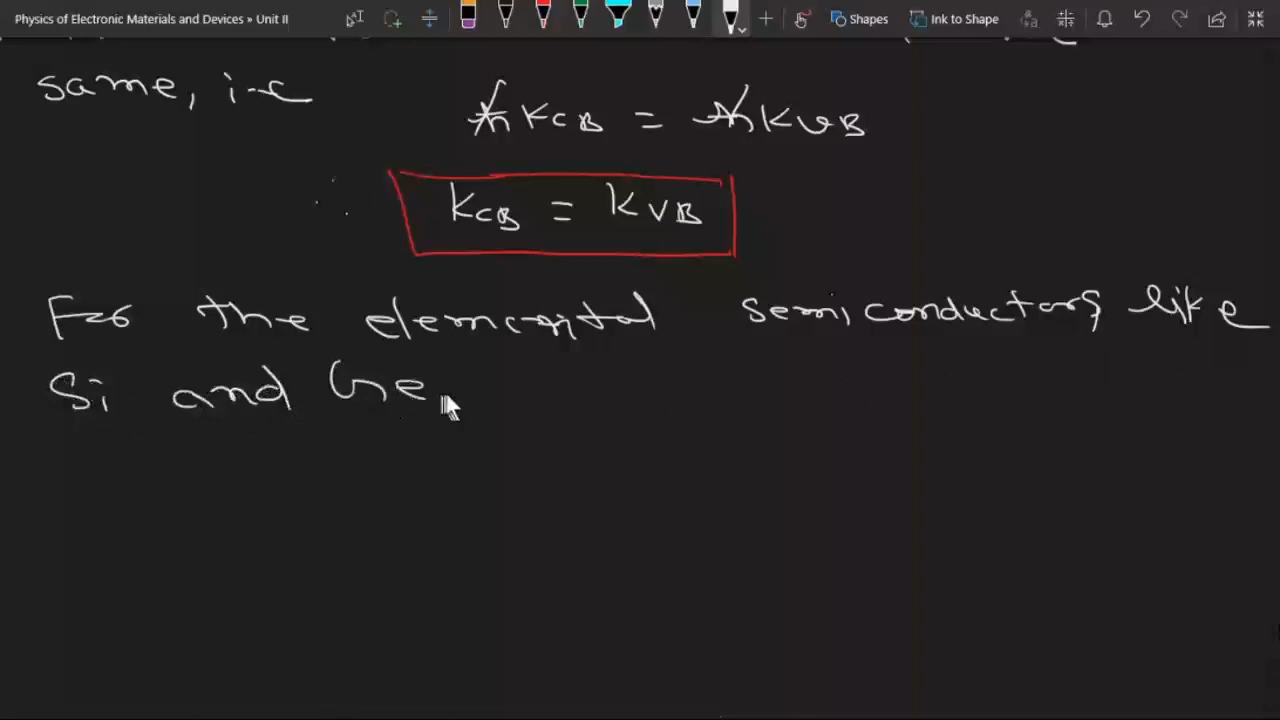 Physics of Electronic Materials and Devices » Unit II
Shapes
Ink to Shape
same, i.e
ℏKCB = ℏKVB
∴ KCB = KVB
For the elemental semiconductors like
Si and Ge,